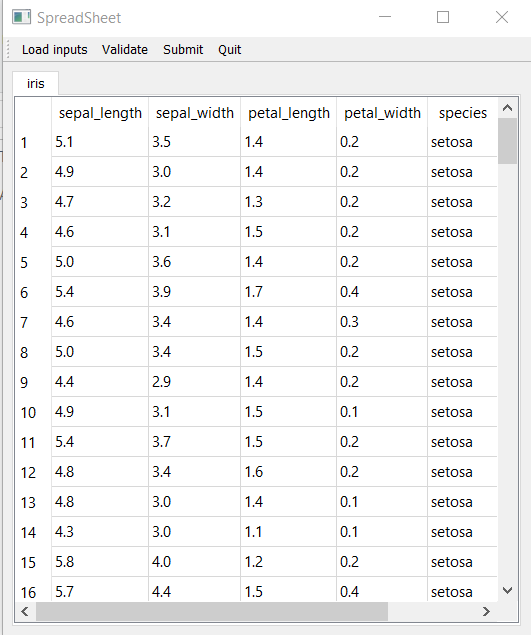 SpreadSheet
Load inputs Validate Submit Quit
iris
sepal_length sepal_width petal_length petal_width species
1 5.1 3.5 1.4 0.2 setosa
2 4.9 3.0 1.4 0.2 setosa
3 4.7 3.2 1.3 0.2 setosa
4 4.6 3.1 1.5 0.2 setosa
5 5.0 3.6 1.4 0.2 setosa
6 5.4 3.9 1.7 0.4 setosa
7 4.6 3.4 1.4 0.3 setosa
8 5.0 3.4 1.5 0.2 setosa
9 4.4 2.9 1.4 0.2 setosa
10 4.9 3.1 1.5 0.1 setosa
11 5.4 3.7 1.5 0.2 setosa
12 4.8 3.4 1.6 0.2 setosa
13 4.8 3.0 1.4 0.1 setosa
14 4.3 3.0 1.1 0.1 setosa
15 5.8 4.0 1.2 0.2 setosa
16 5.7 4.4 1.5 0.4 setosa